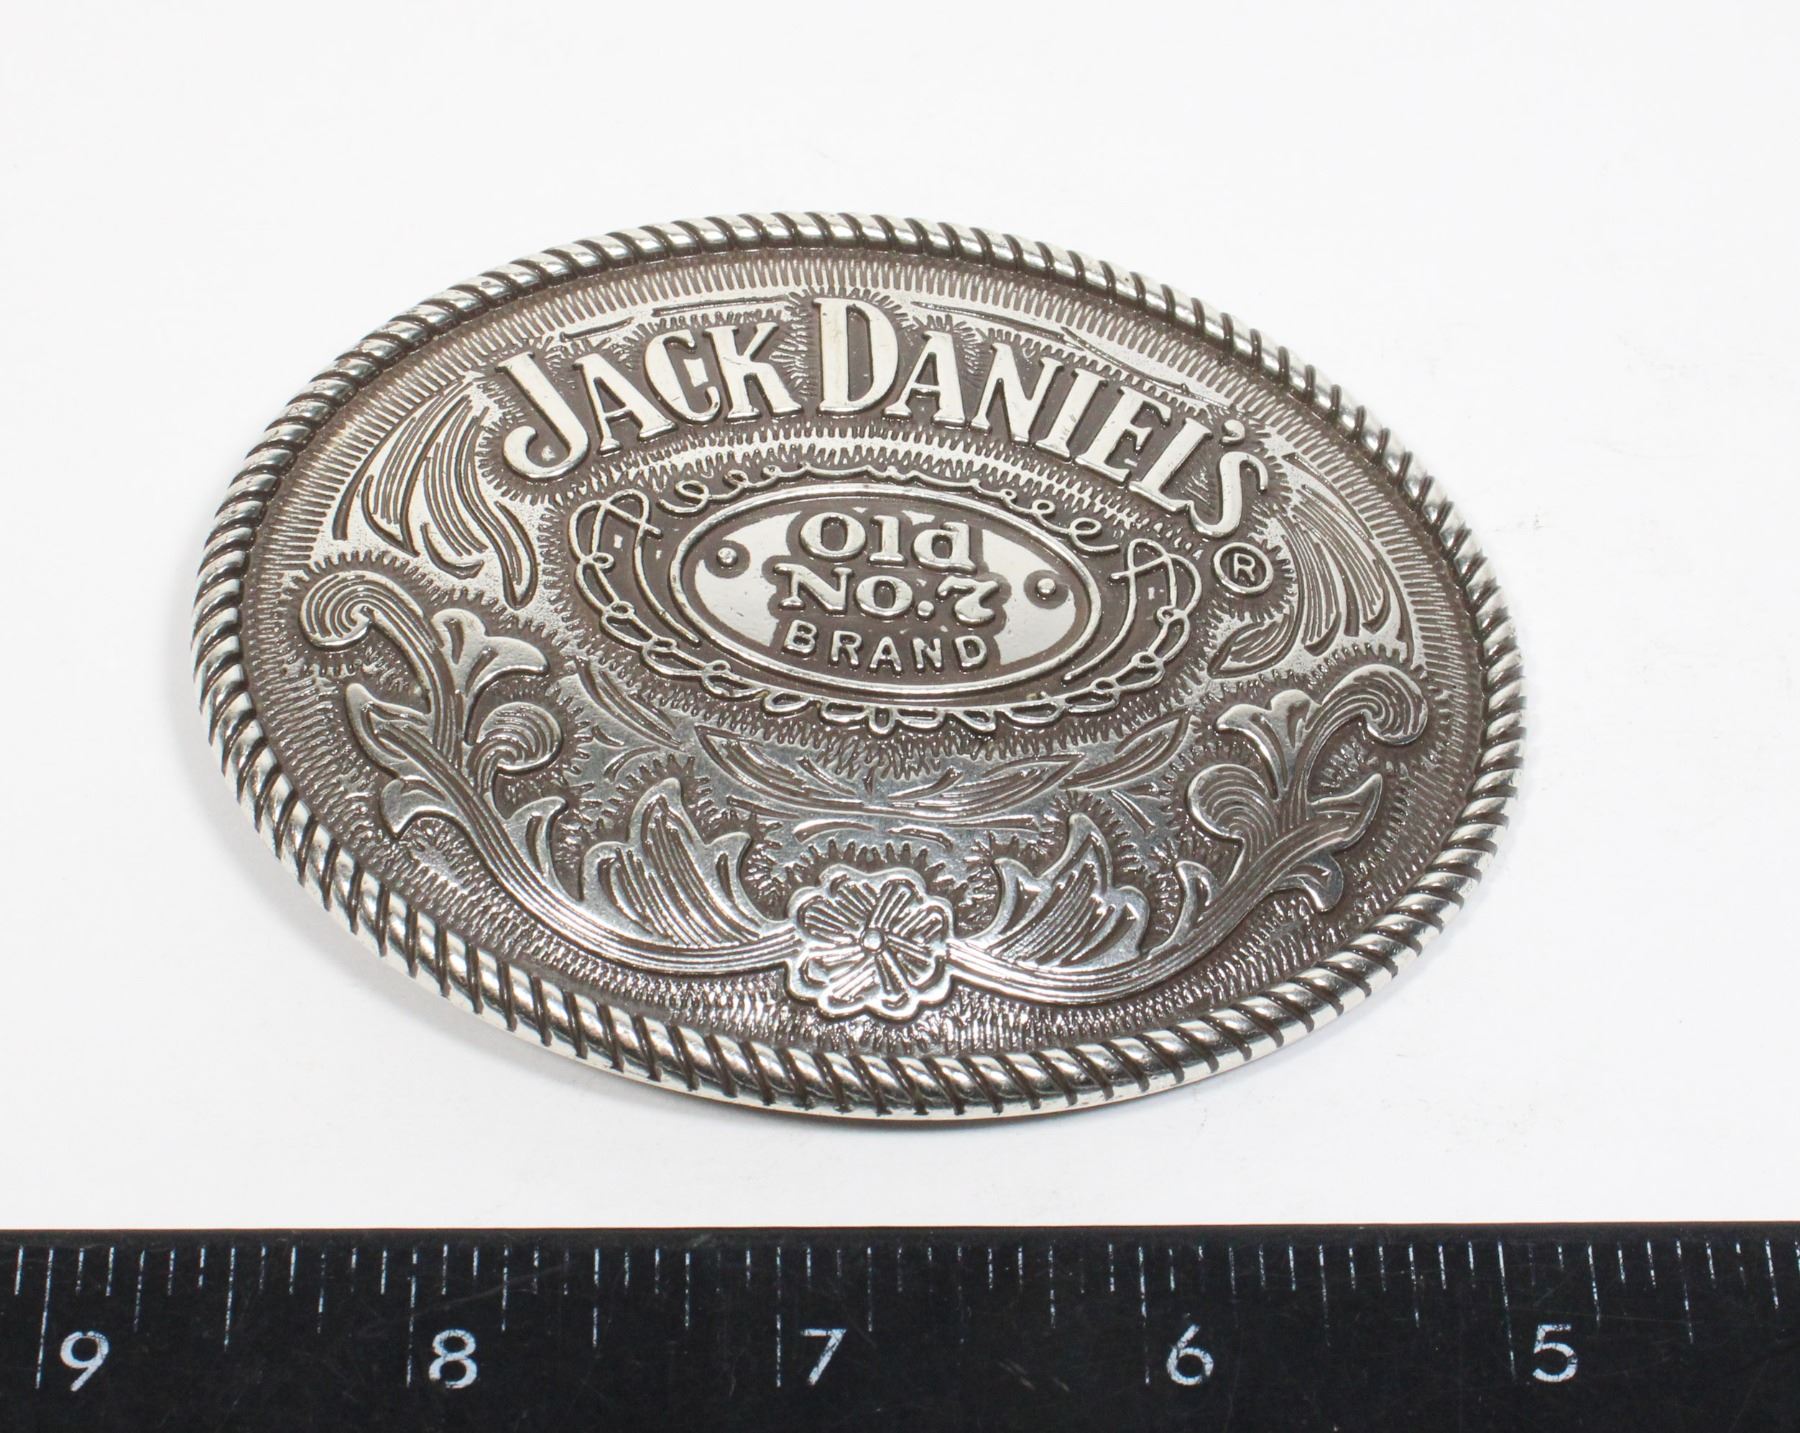 JACK DANIEL'S
®
Old
No.7
BRAND
9 8 7 6 5